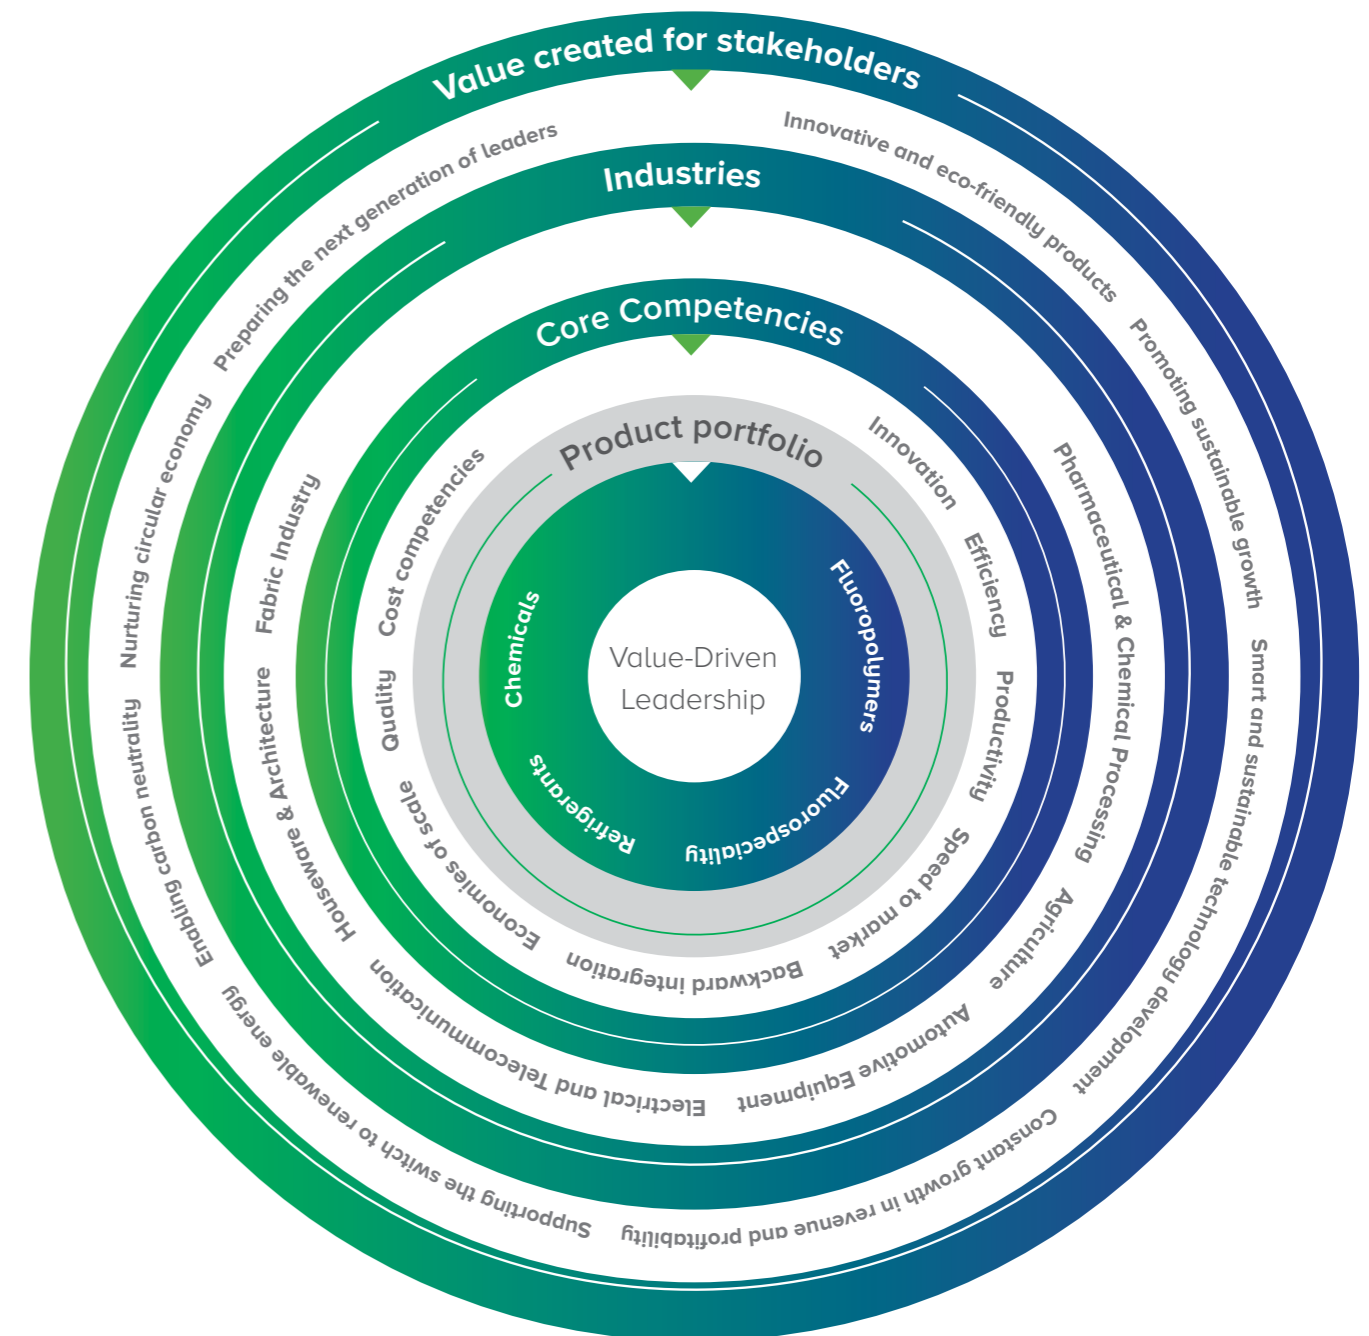 Value created for stakeholders
Innovative and eco-friendly products
Promoting sustainable growth
Smart and sustainable technology development
Constant growth in revenue and profitability
Supporting the switch to renewable energy
Enabling carbon neutrality
Nurturing circular economy
Preparing the next generation of leaders
Industries
Pharmaceutical & Chemical Processing
Agriculture
Automotive Equipment
Electrical and Telecommunication
Houseware & Architecture
Fabric Industry
Core Competencies
Innovation
Efficiency
Productivity
Speed to market
Backward integration
Economies of scale
Quality
Cost competencies
Product portfolio
Fluoropolymers
Fluorospeciality
Refrigerants
Chemicals
Value-Driven
Leadership